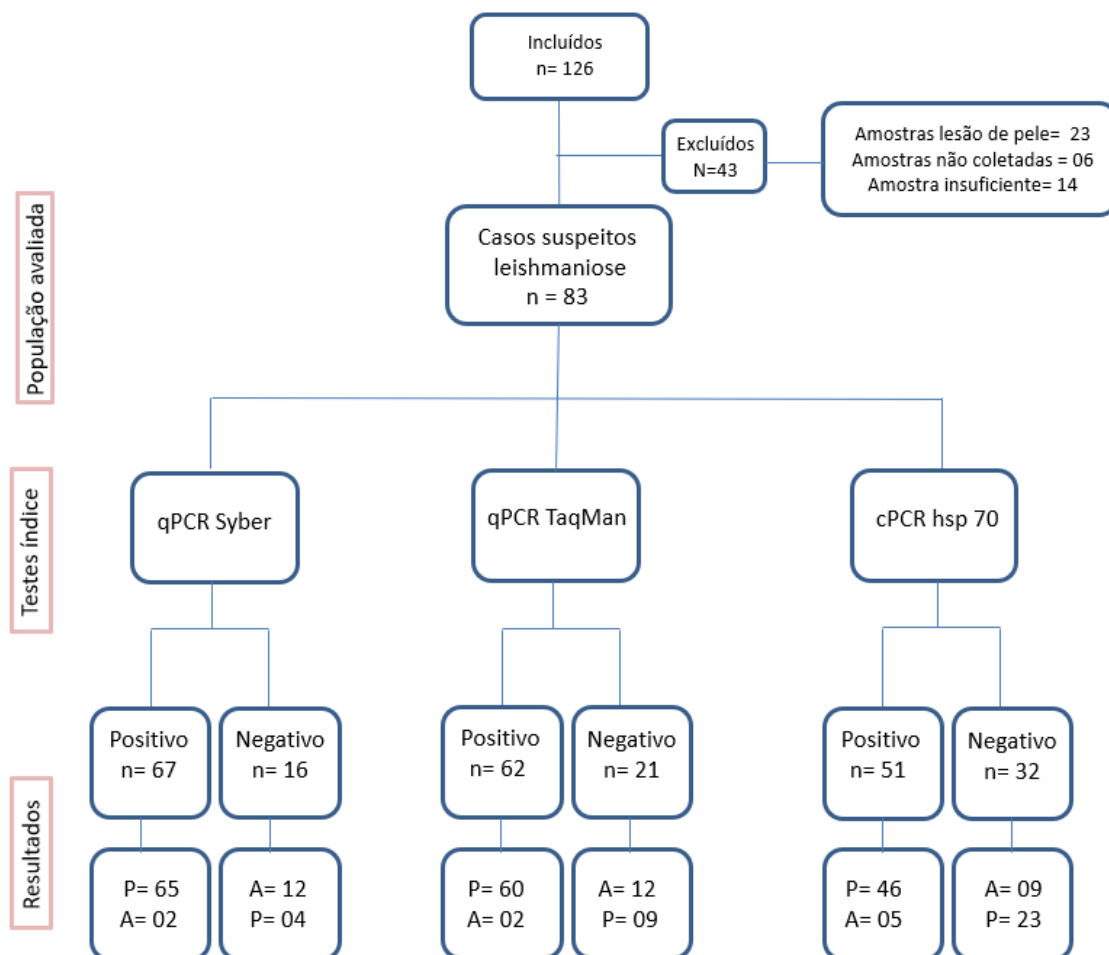 Incluídos
n= 126
Excluídos
N=43
Amostras lesão de pele= 23
Amostras não coletadas = 06
Amostra insuficiente= 14
População avaliada
Casos suspeitos
leishmaniose
n = 83
Testes índice
qPCR Syber
qPCR TaqMan
cPCR hsp 70
Resultados
Positivo
n= 67
Negativo
n= 16
Positivo
n= 62
Negativo
n= 21
Positivo
n= 51
Negativo
n= 32
P= 65
A= 02
A= 12
P= 04
P= 60
A= 02
A= 12
P= 09
P= 46
A= 05
A= 09
P= 23